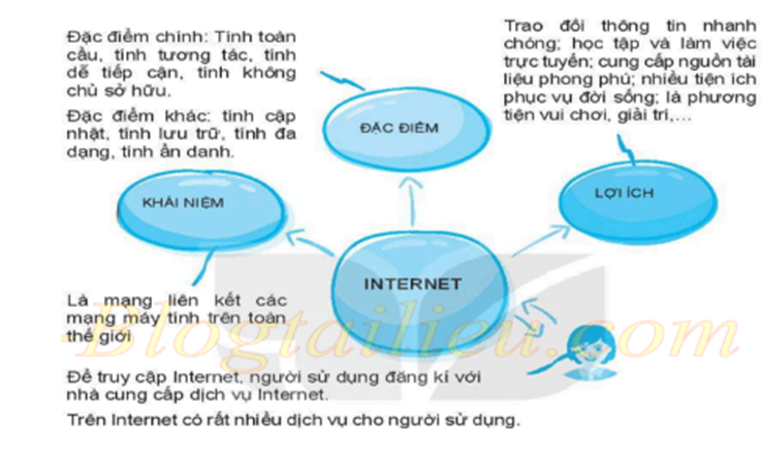 Đặc điểm chính: Tính toàn
cầu, tính tương tác, tính
dễ tiếp cận, tính không
chủ sở hữu.
Đặc điểm khác: tính cập
nhật, tính lưu trữ, tính đa
dạng, tính ẩn danh.
Trao đổi thông tin nhanh
chóng; học tập và làm việc
trực tuyến; cung cấp nguồn tài
liệu phong phú; nhiều tiện ích
phục vụ đời sống; là phương
tiện vui chơi, giải trí,...
ĐẶC ĐIỂM
KHÁI NIỆM
LỢI ÍCH
INTERNET
Là mạng liên kết các
mạng máy tính trên toàn
thế giới
Blogtailieu.com
Để truy cập Internet, người sử dụng đăng kí với
nhà cung cấp dịch vụ Internet.
Trên Internet có rất nhiều dịch vụ cho người sử dụng.